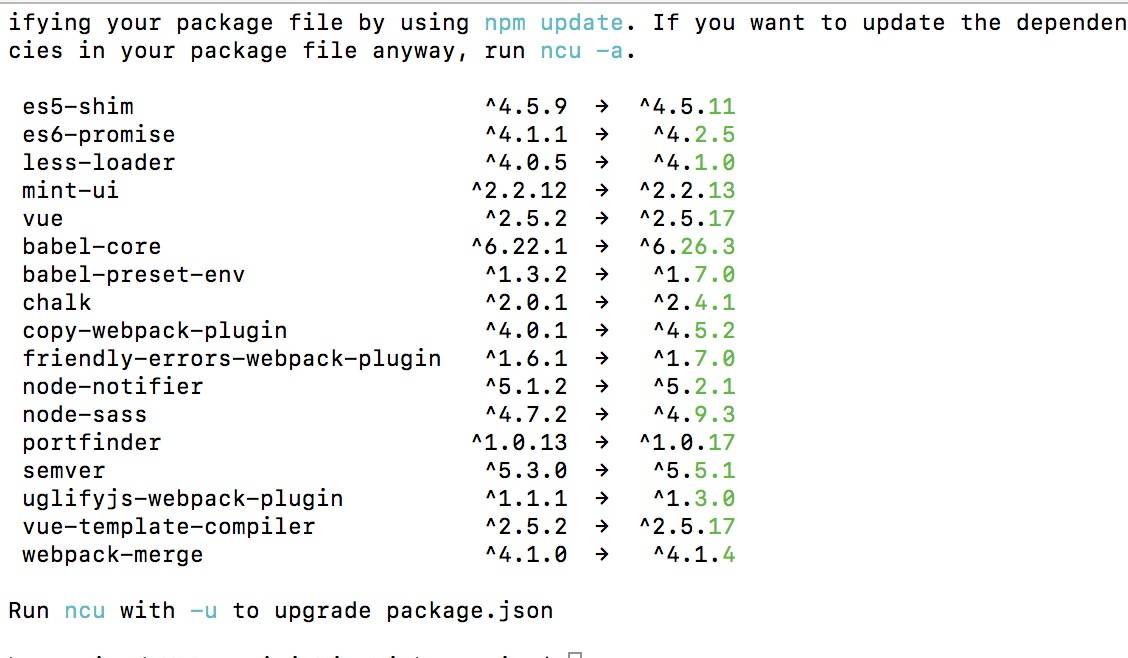 ifying your package file by using npm update. If you want to update the dependen
cies in your package file anyway, run ncu -a.
es5-shim ^4.5.9 → ^4.5.11
es6-promise ^4.1.1 → ^4.2.5
less-loader ^4.0.5 → ^4.1.0
mint-ui ^2.2.12 → ^2.2.13
vue ^2.5.2 → ^2.5.17
babel-core ^6.22.1 → ^6.26.3
babel-preset-env ^1.3.2 → ^1.7.0
chalk ^2.0.1 → ^2.4.1
copy-webpack-plugin ^4.0.1 → ^4.5.2
friendly-errors-webpack-plugin ^1.6.1 → ^1.7.0
node-notifier ^5.1.2 → ^5.2.1
node-sass ^4.7.2 → ^4.9.3
portfinder ^1.0.13 → ^1.0.17
semver ^5.3.0 → ^5.5.1
uglifyjs-webpack-plugin ^1.1.1 → ^1.3.0
vue-template-compiler ^2.5.2 → ^2.5.17
webpack-merge ^4.1.0 → ^4.1.4
Run ncu with -u to upgrade package.json